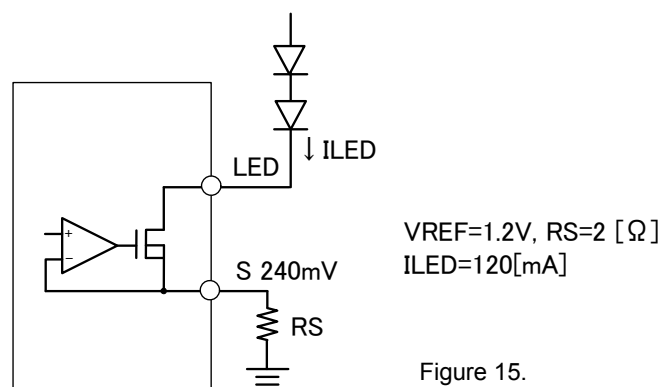 ↓ ILED
LED
+
−
S 240mV
RS
VREF=1.2V, RS=2 [Ω]
ILED=120[mA]
Figure 15.